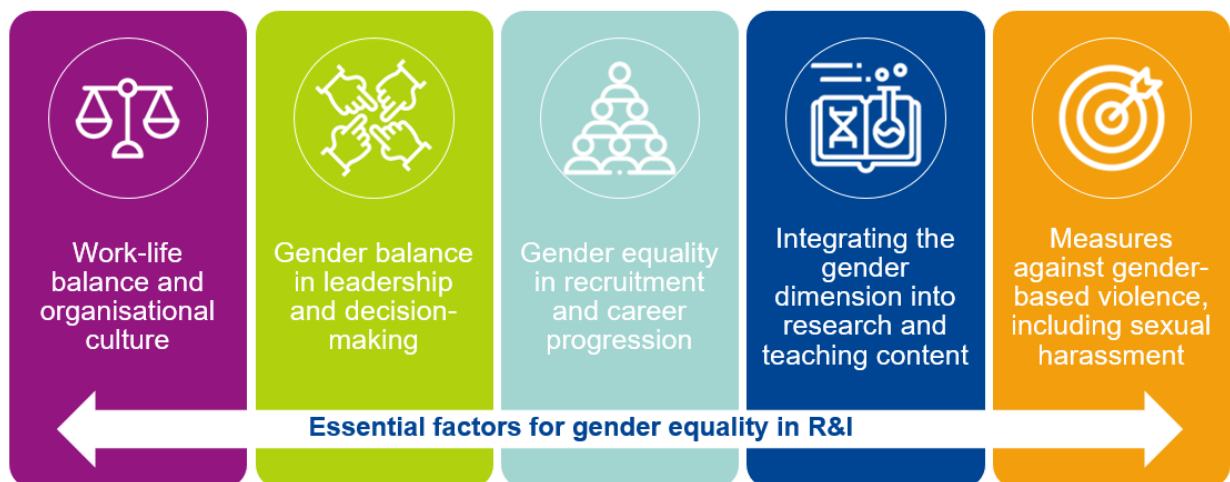 Work-life
balance and
organisational
culture
Gender balance
in leadership
and decision-
making
Gender equality
in recruitment
and career
progression
Integrating the
gender
dimension into
research and
teaching content
Measures
against gender-
based violence,
including sexual
harassment
Essential factors for gender equality in R&I